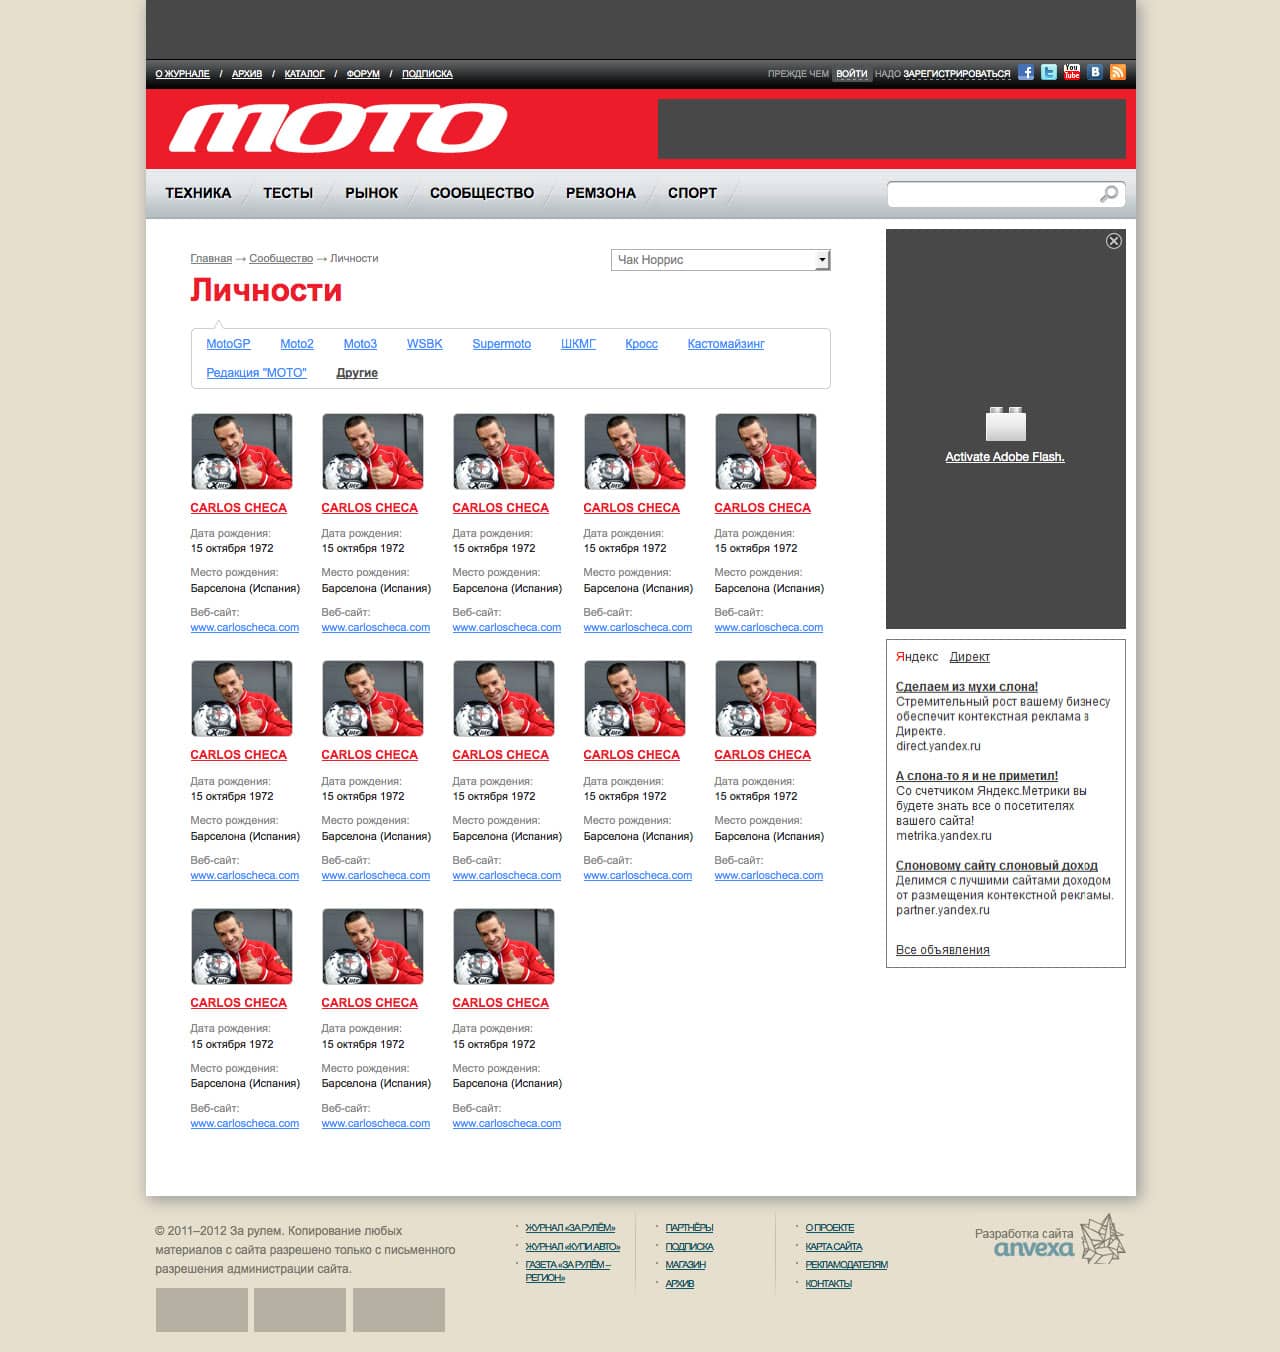 О ЖУРНАЛЕ / АРХИВ / КАТАЛОГ / ФОРУМ / ПОДПИСКА
ПРЕЖДЕ ЧЕМ ВОЙТИ НАДО ЗАРЕГИСТРИРОВАТЬСЯ
MOTO
ТЕХНИКА ТЕСТЫ РЫНОК СООБЩЕСТВО РЕМЗОНА СПОРТ
Главная → Сообщество → Личности
Чак Норрис
Личности
MotoGP Moto2 Moto3 WSBK Supermoto ШКМГ Кросс Кастомайзинг
Редакция "МОТО" Другие
Activate Adobe Flash.
CARLOS CHECA CARLOS CHECA CARLOS CHECA CARLOS CHECA CARLOS CHECA
Дата рождения: Дата рождения: Дата рождения: Дата рождения: Дата рождения:
15 октября 1972 15 октября 1972 15 октября 1972 15 октября 1972 15 октября 1972
Место рождения: Место рождения: Место рождения: Место рождения: Место рождения:
Барселона (Испания) Барселона (Испания) Барселона (Испания) Барселона (Испания) Барселона (Испания)
Веб-сайт: Веб-сайт: Веб-сайт: Веб-сайт: Веб-сайт:
www.carloscheca.com www.carloscheca.com www.carloscheca.com www.carloscheca.com www.carloscheca.com
CARLOS CHECA CARLOS CHECA CARLOS CHECA CARLOS CHECA CARLOS CHECA
Дата рождения: Дата рождения: Дата рождения: Дата рождения: Дата рождения:
15 октября 1972 15 октября 1972 15 октября 1972 15 октября 1972 15 октября 1972
Место рождения: Место рождения: Место рождения: Место рождения: Место рождения:
Барселона (Испания) Барселона (Испания) Барселона (Испания) Барселона (Испания) Барселона (Испания)
Веб-сайт: Веб-сайт: Веб-сайт: Веб-сайт: Веб-сайт:
www.carloscheca.com www.carloscheca.com www.carloscheca.com www.carloscheca.com www.carloscheca.com
CARLOS CHECA CARLOS CHECA CARLOS CHECA
Дата рождения: Дата рождения: Дата рождения:
15 октября 1972 15 октября 1972 15 октября 1972
Место рождения: Место рождения: Место рождения:
Барселона (Испания) Барселона (Испания) Барселона (Испания)
Веб-сайт: Веб-сайт: Веб-сайт:
www.carloscheca.com www.carloscheca.com www.carloscheca.com
Яндекс Директ
Сделаем из мухи слона!
Стремительный рост вашему бизнесу
обеспечит контекстная реклама в
Директе.
direct.yandex.ru
А слона-то я и не приметил!
Со счетчиком Яндекс.Метрики вы
будете знать все о посетителях
вашего сайта!
metrika.yandex.ru
Слоновому сайту слоновый доход
Делимся с лучшими сайтами доходом
от размещения контекстной рекламы.
partner.yandex.ru
Все объявления
© 2011–2012 За рулем. Копирование любых
материалов с сайта разрешено только с письменного
разрешения администрации сайта.
ЖУРНАЛ «ЗА РУЛЁМ»
ЖУРНАЛ «КУПИ АВТО»
ГАЗЕТА «ЗА РУЛЁМ –
РЕГИОН»
ПАРТНЁРЫ
ПОДПИСКА
МАГАЗИН
АРХИВ
О ПРОЕКТЕ
КАРТА САЙТА
РЕКЛАМОДАТЕЛЯМ
КОНТАКТЫ
Разработка сайта
anvexa